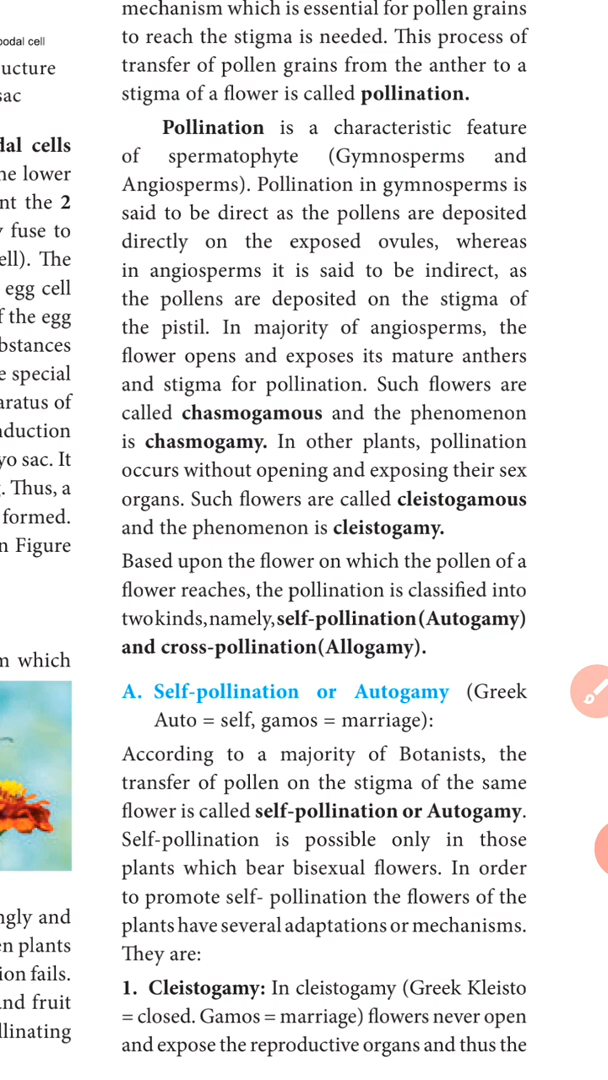 podal cell
ucture
sac
dal cells
he lower
nt the 2
y fuse to
ell). The
egg cell
f the egg
bstances
e special
aratus of
nduction
yo sac. It
. Thus, a
formed.
n Figure
m which
ngly and
en plants
ion fails.
and fruit
llinating
mechanism which is essential for pollen grains
to reach the stigma is needed. This process of
transfer of pollen grains from the anther to a
stigma of a flower is called pollination.
Pollination is a characteristic feature
of spermatophyte (Gymnosperms and
Angiosperms). Pollination in gymnosperms is
said to be direct as the pollens are deposited
directly on the exposed ovules, whereas
in angiosperms it is said to be indirect, as
the pollens are deposited on the stigma of
the pistil. In majority of angiosperms, the
flower opens and exposes its mature anthers
and stigma for pollination. Such flowers are
called chasmogamous and the phenomenon
is chasmogamy. In other plants, pollination
occurs without opening and exposing their sex
organs. Such flowers are called cleistogamous
and the phenomenon is cleistogamy.
Based upon the flower on which the pollen of a
flower reaches, the pollination is classified into
two kinds, namely, self-pollination (Autogamy)
and cross-pollination(Allogamy).
A. Self-pollination or Autogamy (Greek
Auto = self, gamos = marriage):
According to a majority of Botanists, the
transfer of pollen on the stigma of the same
flower is called self-pollination or Autogamy.
Self-pollination is possible only in those
plants which bear bisexual flowers. In order
to promote self- pollination the flowers of the
plants have several adaptations or mechanisms.
They are:
1. Cleistogamy: In cleistogamy (Greek Kleisto
= closed. Gamos = marriage) flowers never open
and expose the reproductive organs and thus the